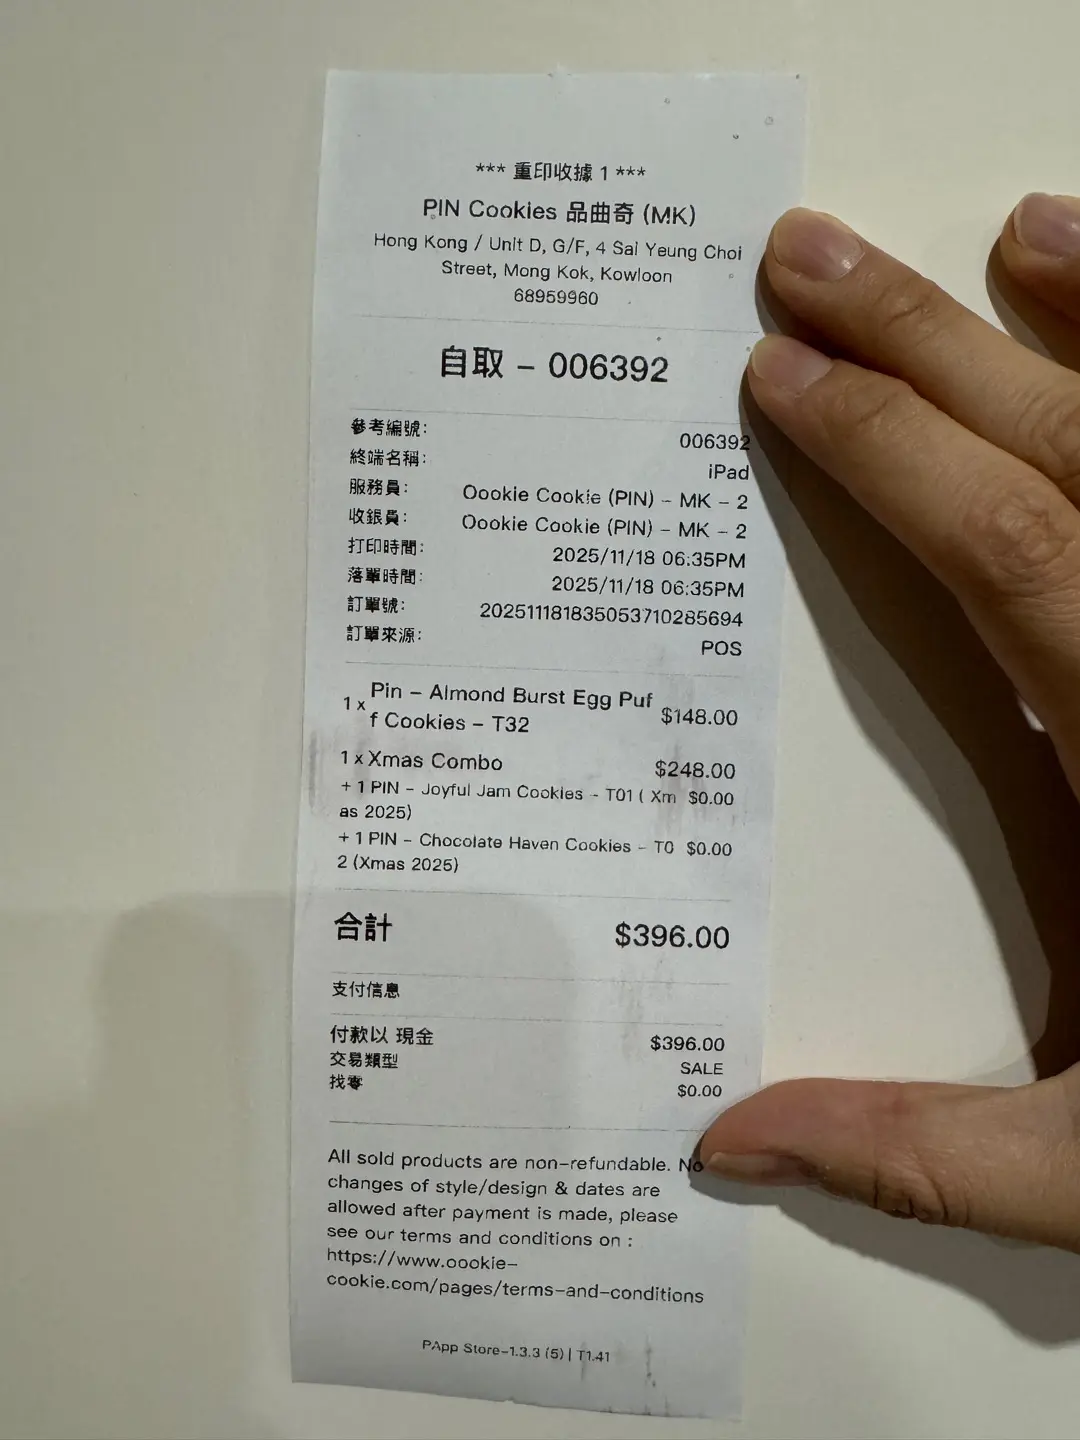 *** 重印收據 1 ***
PIN Cookies 品曲奇 (MK)
Hong Kong / Unit D, G/F, 4 Sai Yeung Choi
Street, Mong Kok, Kowloon
68959960
自取 – 006392
參考編號: 006392
終端名稱: iPad
服務員: Oookie Cookie (PIN) – MK – 2
收銀員: Oookie Cookie (PIN) – MK – 2
打印時間: 2025/11/18 06:35PM
落單時間: 2025/11/18 06:35PM
訂單號: 20251118183505371028569​4
訂單來源: POS
1 x Pin – Almond Burst Egg Puf $148.00
f Cookies – T32
1 x Xmas Combo $248.00
+ 1 PIN – Joyful Jam Cookies – T01 ( Xm $0.00
as 2025)
+ 1 PIN – Chocolate Haven Cookies – T0 $0.00
2 (Xmas 2025)
合計 $396.00
支付信息
付款以 現金 $396.00
交易類型 SALE
找零 $0.00
All sold products are non–refundable. No
changes of style/design & dates are
allowed after payment is made, please
see our terms and conditions on :
https://www.oookie–
cookie.com/pages/terms–and–conditions
PApp Store–1.3.3 (5) | T1.41